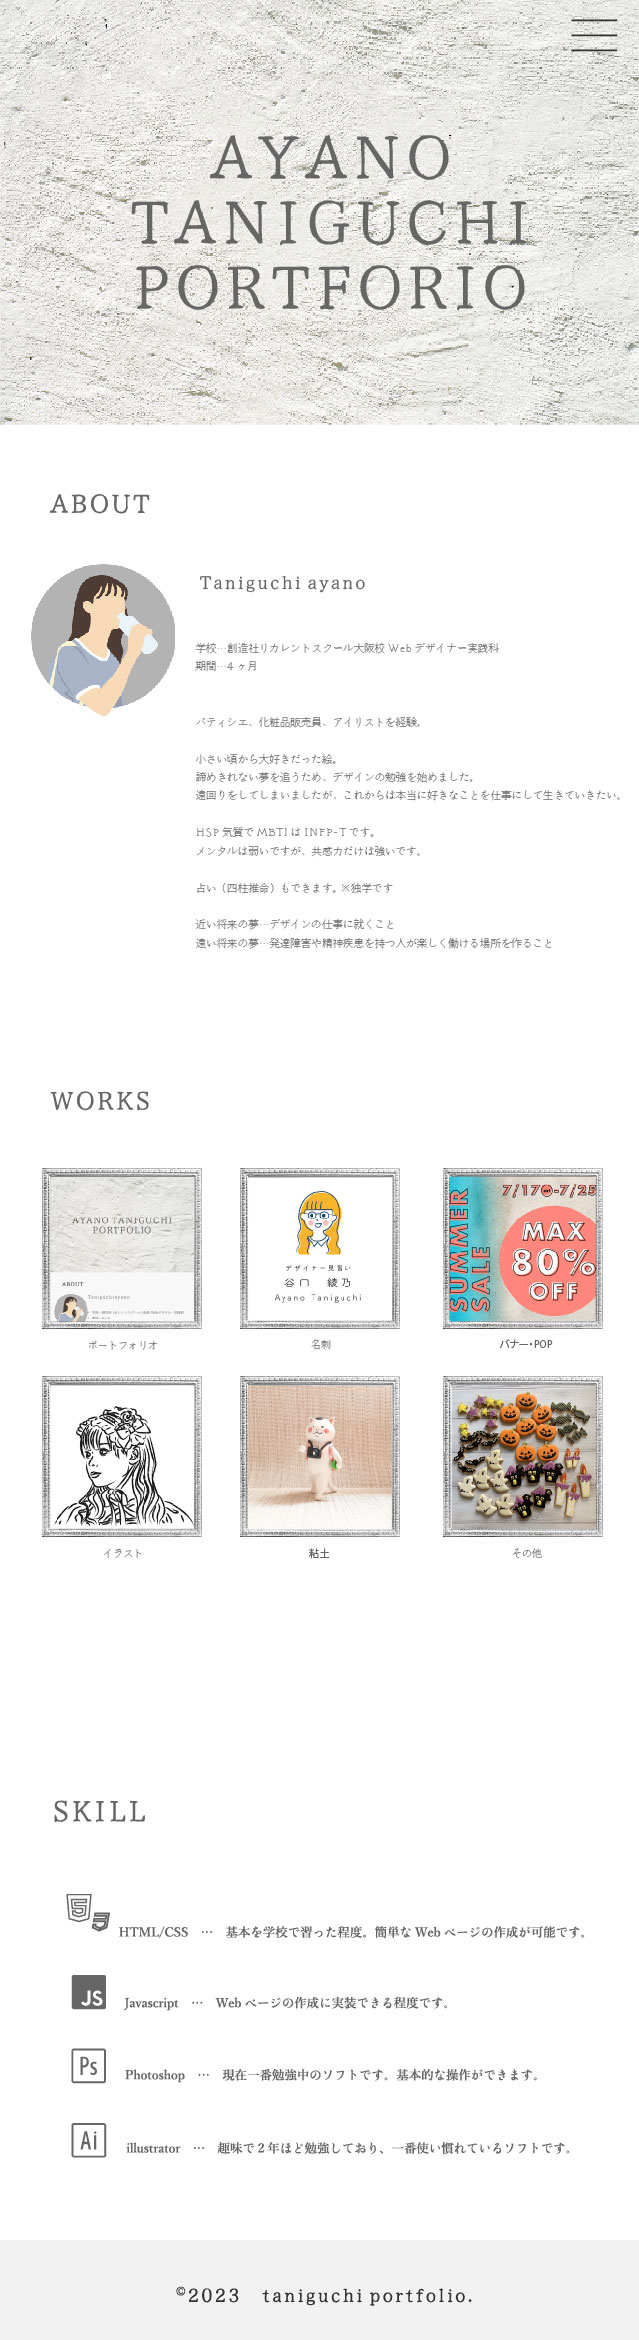 AYANO
TANIGUCHI
PORTFORIO
ABOUT
Taniguchi ayano
学校…創造社リカレントスクール大阪校 Web デザイナー実践科
期間…4 ヶ月
パティシエ、化粧品販売員、アイリストを経験。
小さい頃から大好きだった絵。
諦めきれない夢を追うため、デザインの勉強を始めました。
遠回りをしてしまいましたが、これからは本当に好きなことを仕事にして生きていきたい。
HSP 気質で MBTI は INFP-T です。
メンタルは弱いですが、共感力だけは強いです。
占い（四柱推命）もできます。※独学です
近い将来の夢…デザインの仕事に就くこと
遠い将来の夢…発達障害や精神疾患を持つ人が楽しく働ける場所を作ること
WORKS
AYANO TANIGUCHI
PORTFOLIO
ABOUT
Taniguchiayano
デザイナー見習い
谷口 綾乃
Ayano Taniguchi
7/17 -7/25
SUMMER
SALE
MAX
80%
OFF
ポートフォリオ
名刺
バナー・POP
イラスト
粘土
その他
SKILL
HTML/CSS … 基本を学校で習った程度。簡単な Web ページの作成が可能です。
JS
Javascript … Web ページの作成に実装できる程度です。
Ps
Photoshop … 現在一番勉強中のソフトです。基本的な操作ができます。
Ai
illustrator … 趣味で２年ほど勉強しており、一番使い慣れているソフトです。
©2023 taniguchi portfolio.